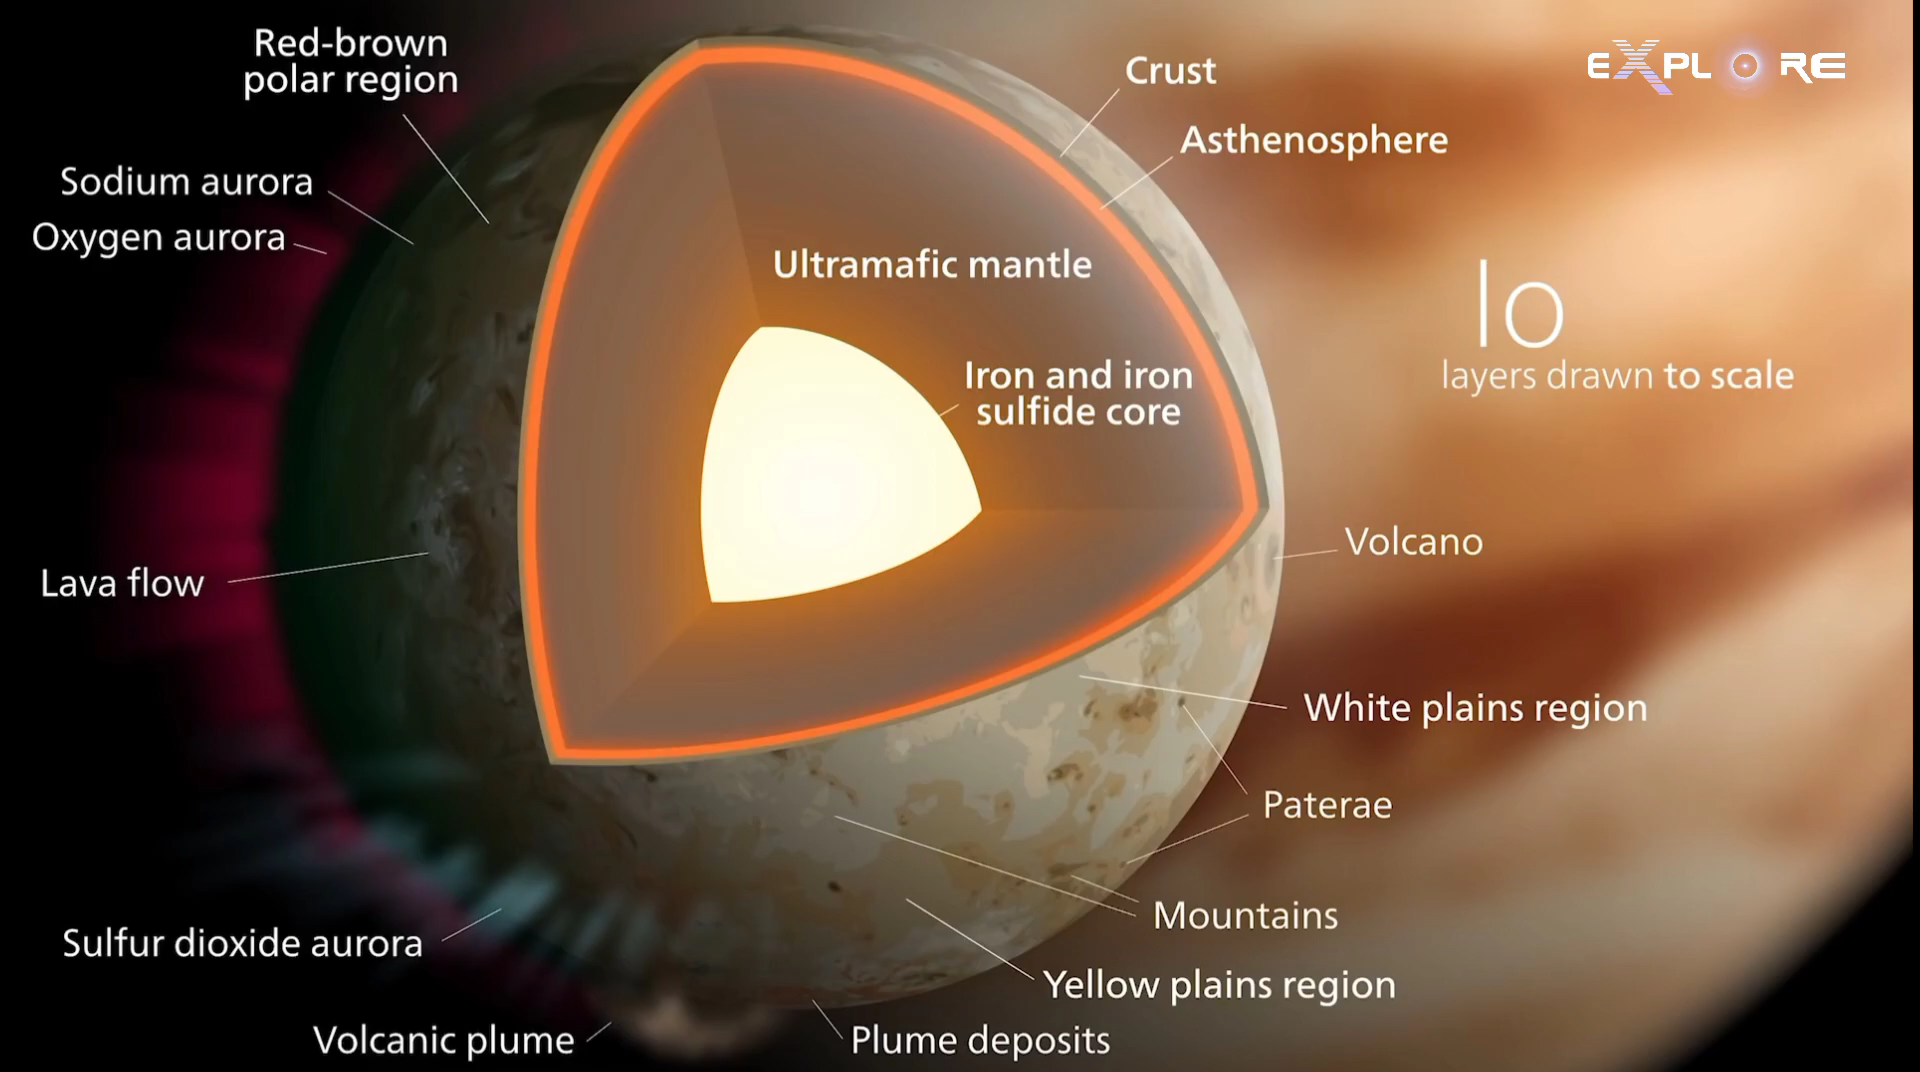 Red-brown
polar region
Sodium aurora
Oxygen aurora
Lava flow
Sulfur dioxide aurora
Volcanic plume
Crust
Asthenosphere
Ultramafic mantle
Iron and iron
sulfide core
EXPLORE
Io
layers drawn to scale
Volcano
White plains region
Paterae
Mountains
Yellow plains region
Plume deposits